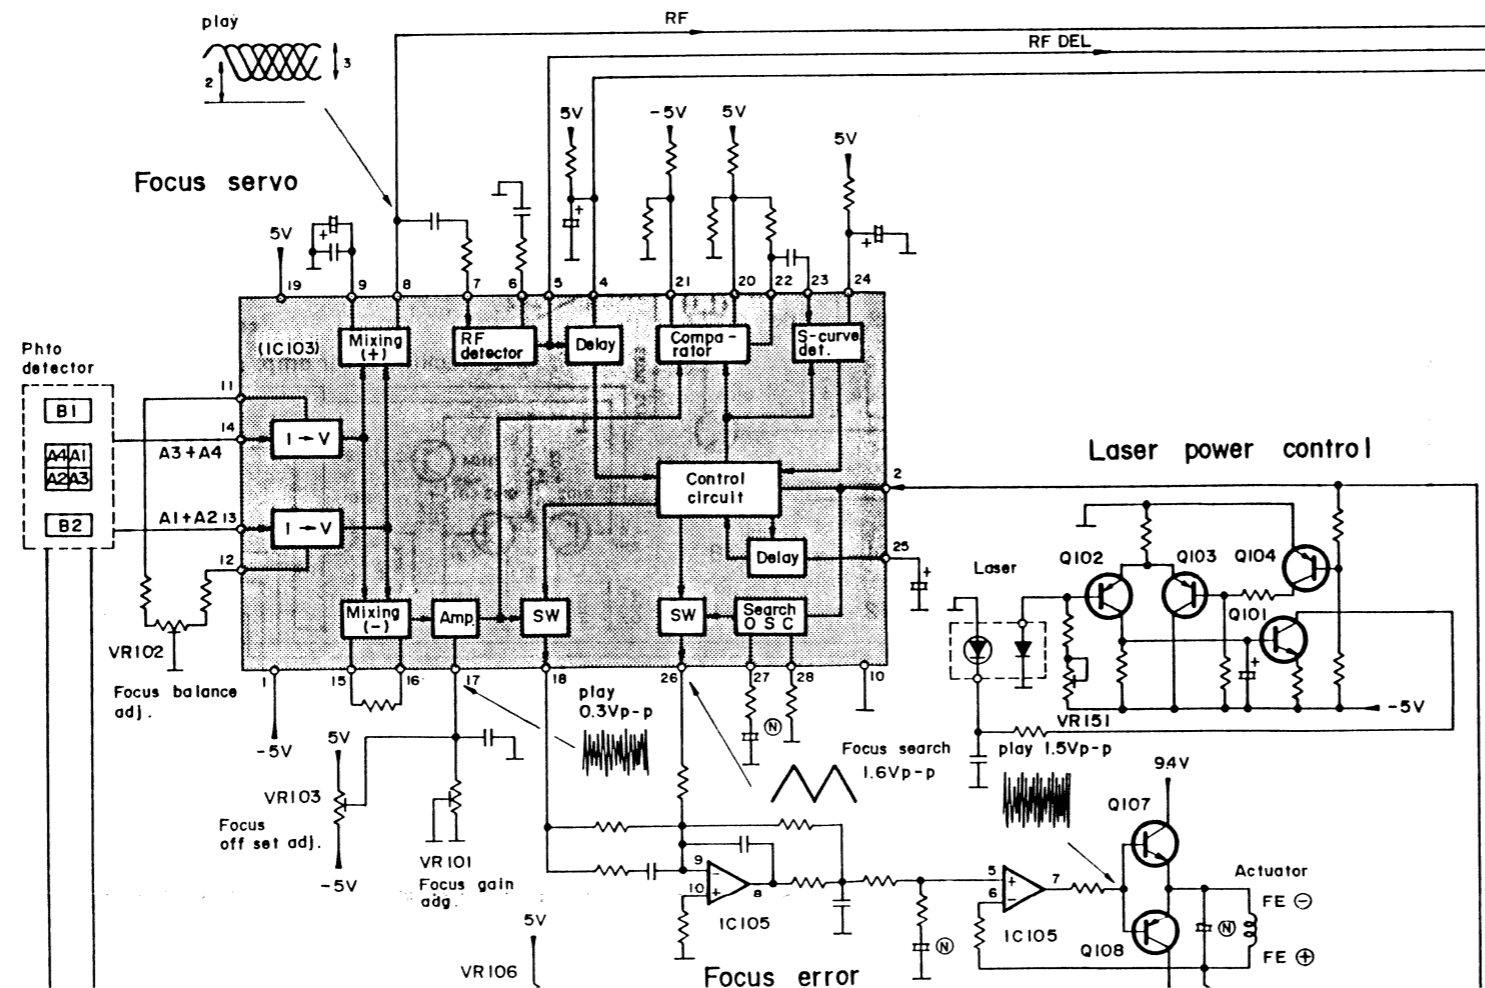 play
RF
RF DEL
2
3
5V
-5V
5V
5V
Focus servo
5V
19
9
8
7
6
5
4
21
20
22
23
24
(IC103)
Mixing
(+)
RF
detector
Delay
Compa-
rator
S-curve
det.
Phto
detector
B1
A4 A1
A2 A3
B2
11
14
A3+A4
I→V
A1+A2
13
I→V
12
Control
circuit
2
Laser power control
Delay
25
Mixing
(-)
Amp
SW
SW
Search
OSC
Laser
Q102
Q103
Q104
Q101
VR151
-5V
VR102
Focus balance
adj.
1
15
16
17
18
26
27
28
10
-5V
play
0.3Vp-p
Focus search
1.6Vp-p
N
play 1.5Vp-p
5V
VR103
Focus
off set adj.
-5V
VR101
Focus gain
adg.
9
-
10
+
8
IC105
5
+
6
-
7
IC105
N
94V
Q107
Q108
Actuator
FE ⊖
N
FE ⊕
5V
VR106
Focus error